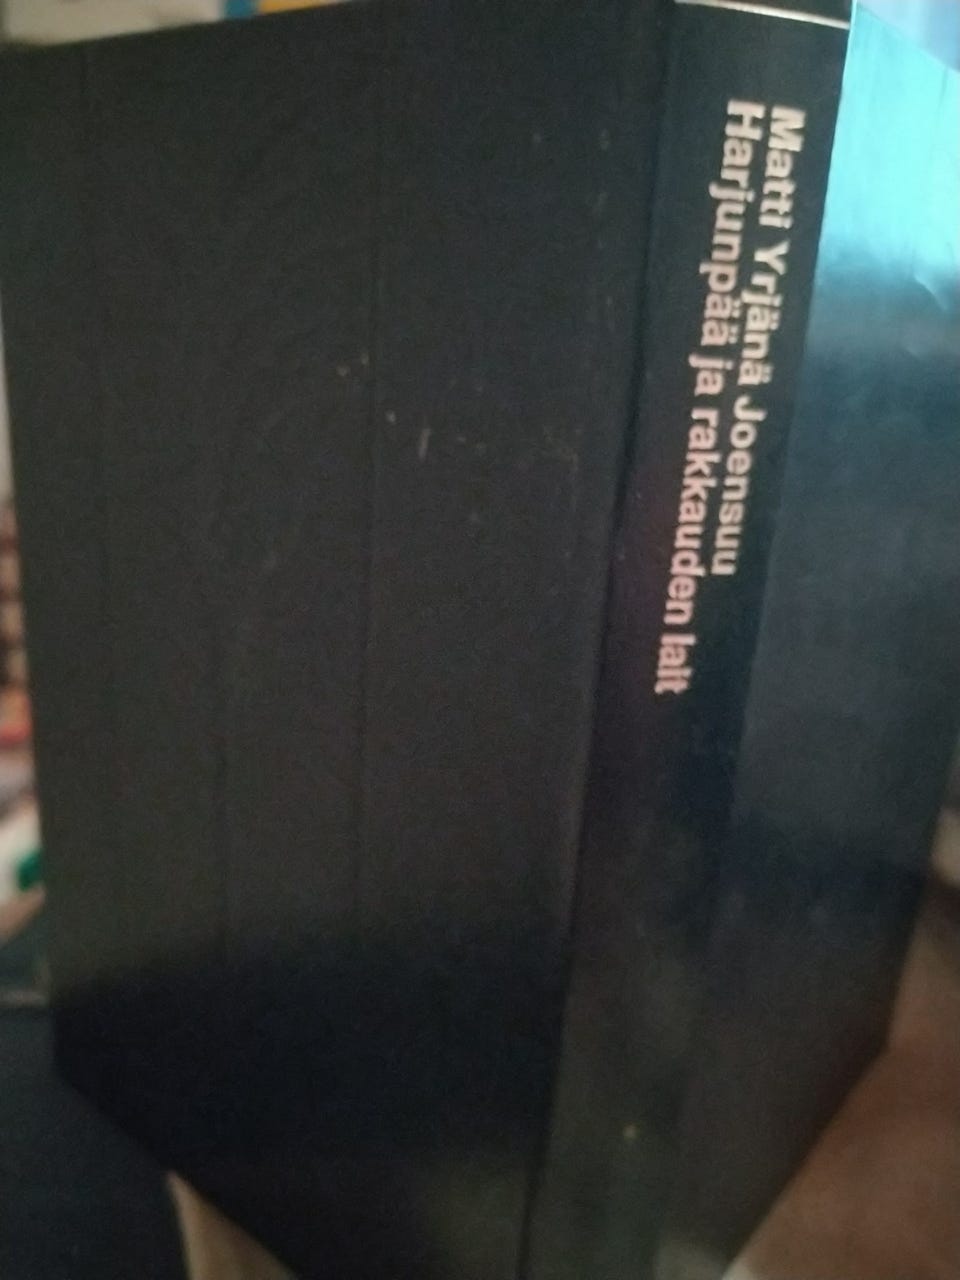 Matti Yrjänä Joensuu
Harjunpää ja rakkauden lait